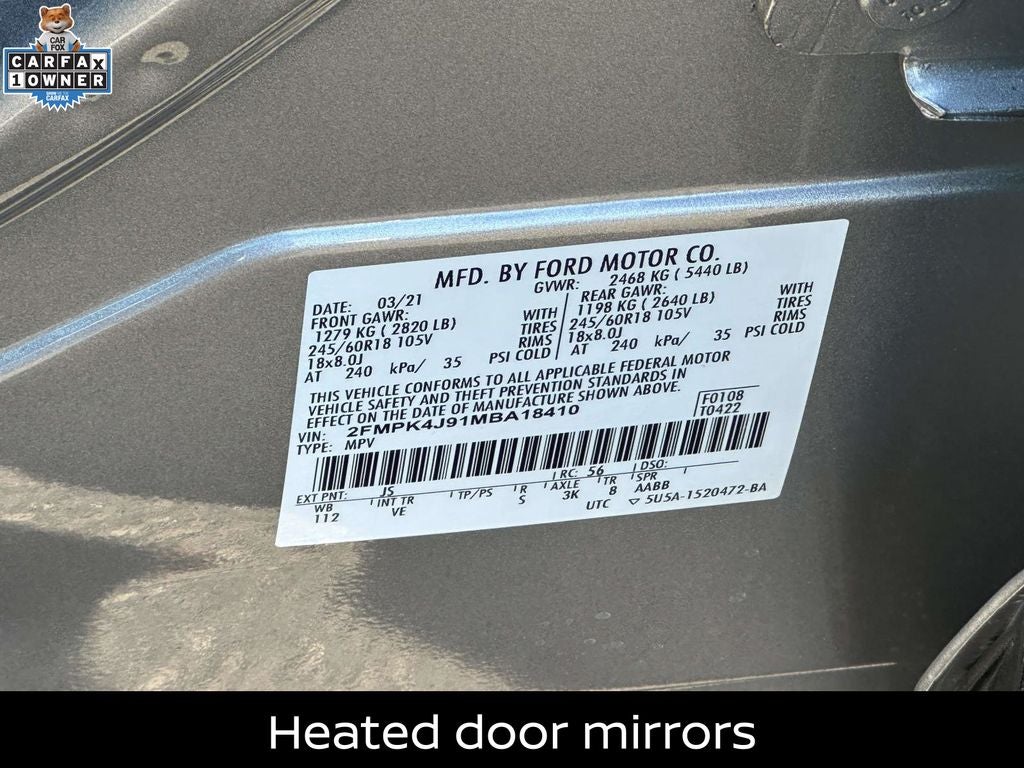 CAR
FOX
CARFAX
1 OWNER
SHOW ME THE
CARFAX
MFD. BY FORD MOTOR CO.
DATE: 03/21 GVWR: 2468 KG ( 5440 LB)
FRONT GAWR: REAR GAWR:
1279 KG ( 2820 LB) WITH 1198 KG ( 2640 LB) WITH
245/60R18 105V TIRES 245/60R18 105V TIRES
18x8.0J RIMS 18x8.0J RIMS
AT 240 kPa/ 35 PSI COLD AT 240 kPa/ 35 PSI COLD
THIS VEHICLE CONFORMS TO ALL APPLICABLE FEDERAL MOTOR
VEHICLE SAFETY AND THEFT PREVENTION STANDARDS IN
EFFECT ON THE DATE OF MANUFACTURE SHOWN ABOVE.
VIN: 2FMPK4J91MBA18410 F0108
TYPE: MPV T0422
EXT PNT: JS RC: 56 DSO:
WB INT TR TP/PS R AXLE TR SPR
112 VE S 3K 8 AABB
UTC ▽ 5U5A-1520472-BA
Heated door mirrors